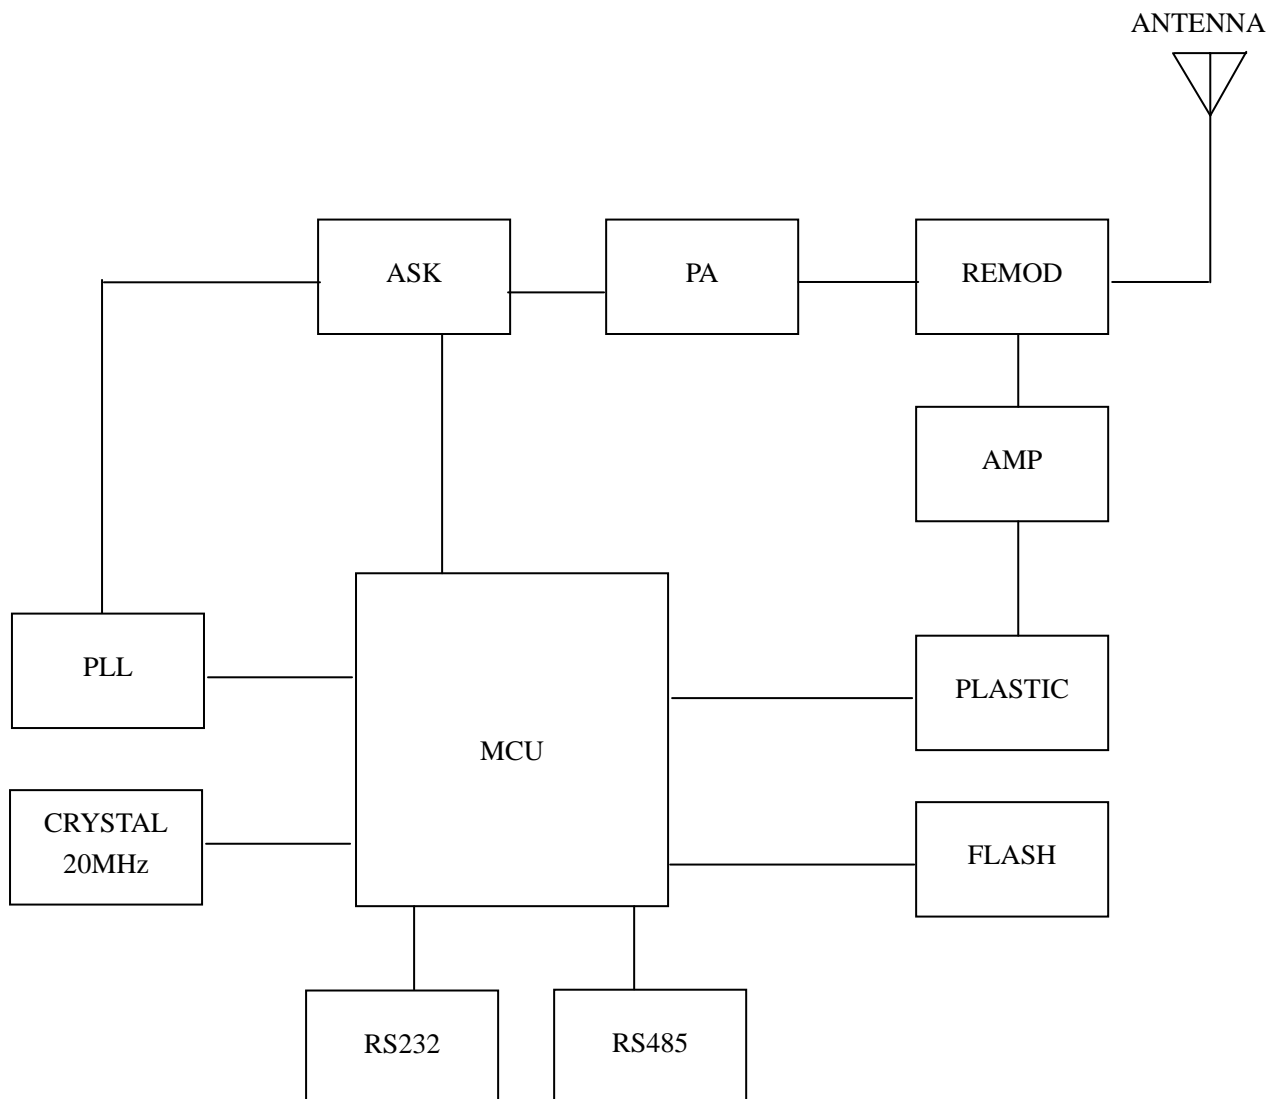 ANTENNA
ASK
PA
REMOD
AMP
PLL
PLASTIC
MCU
CRYSTAL
20MHz
FLASH
RS232
RS485